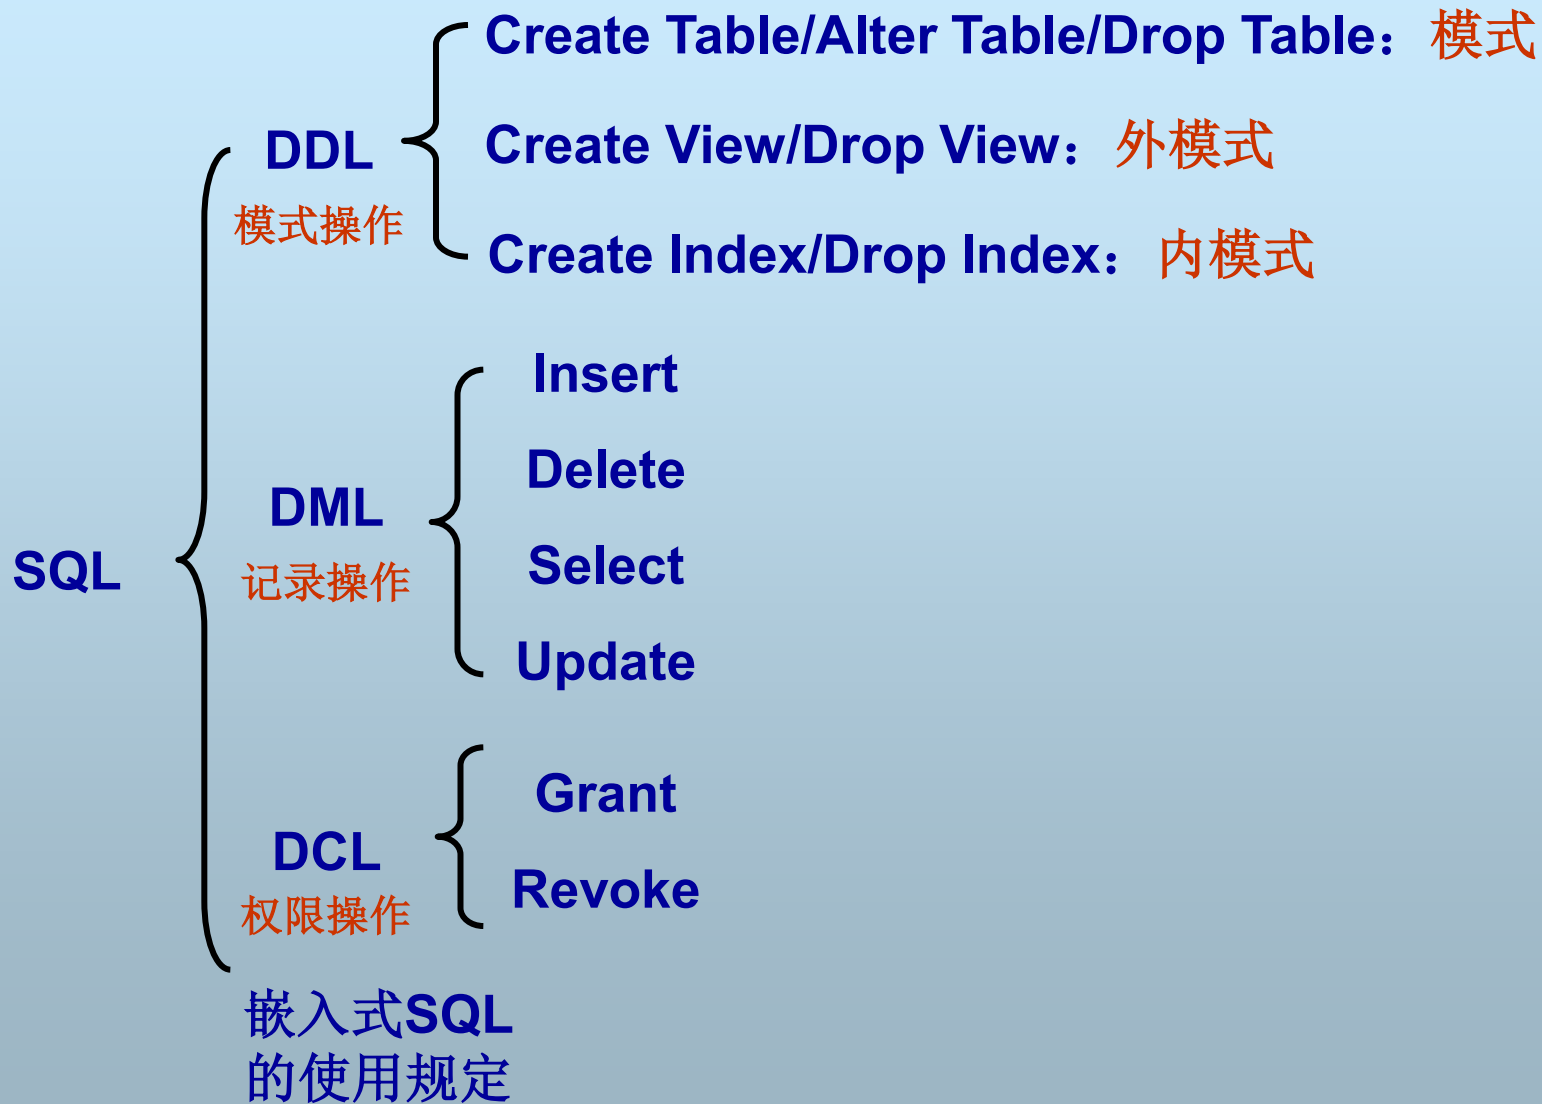 Create Table/Alter Table/Drop Table：模式
DDL
Create View/Drop View：外模式
模式操作
Create Index/Drop Index：内模式
Insert
Delete
DML
SQL
记录操作
Select
Update
Grant
DCL
Revoke
权限操作
嵌入式SQL
的使用规定